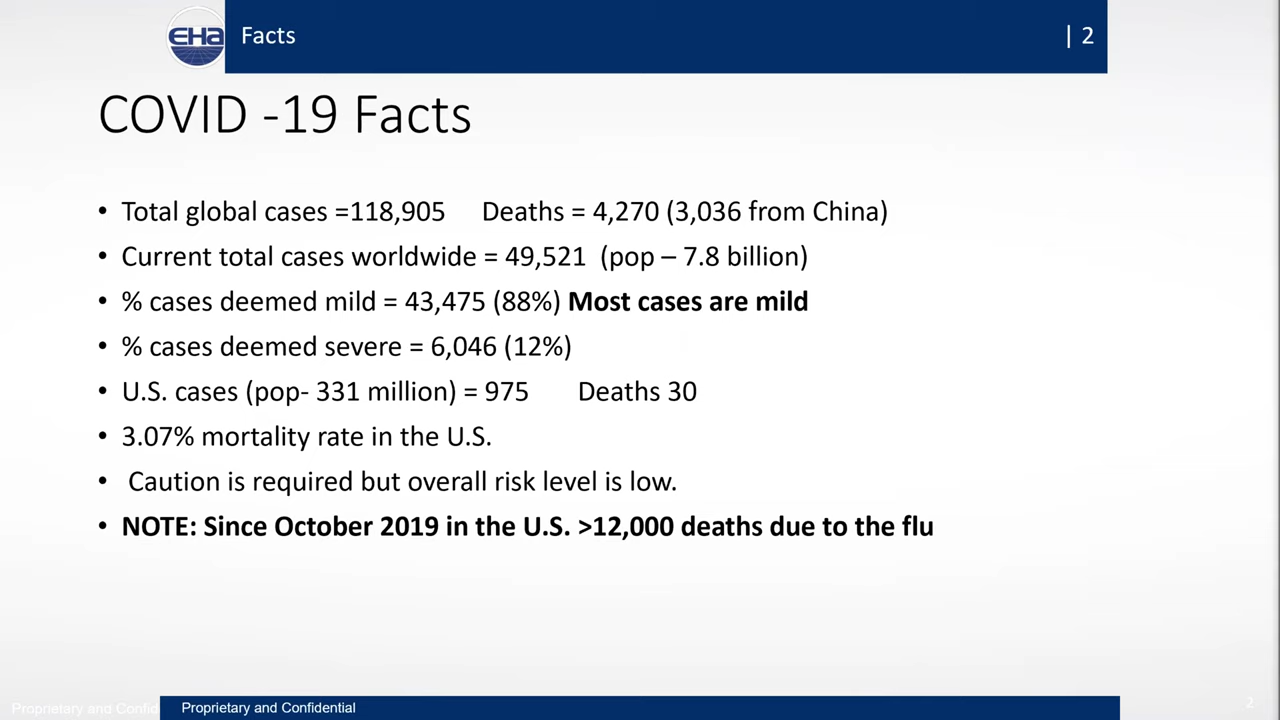 EHa
Facts
| 2
COVID -19 Facts
• Total global cases =118,905 Deaths = 4,270 (3,036 from China)
• Current total cases worldwide = 49,521 (pop – 7.8 billion)
• % cases deemed mild = 43,475 (88%) Most cases are mild
• % cases deemed severe = 6,046 (12%)
• U.S. cases (pop- 331 million) = 975 Deaths 30
• 3.07% mortality rate in the U.S.
• Caution is required but overall risk level is low.
• NOTE: Since October 2019 in the U.S. >12,000 deaths due to the flu
Proprietary and Confid
Proprietary and Confidential
2